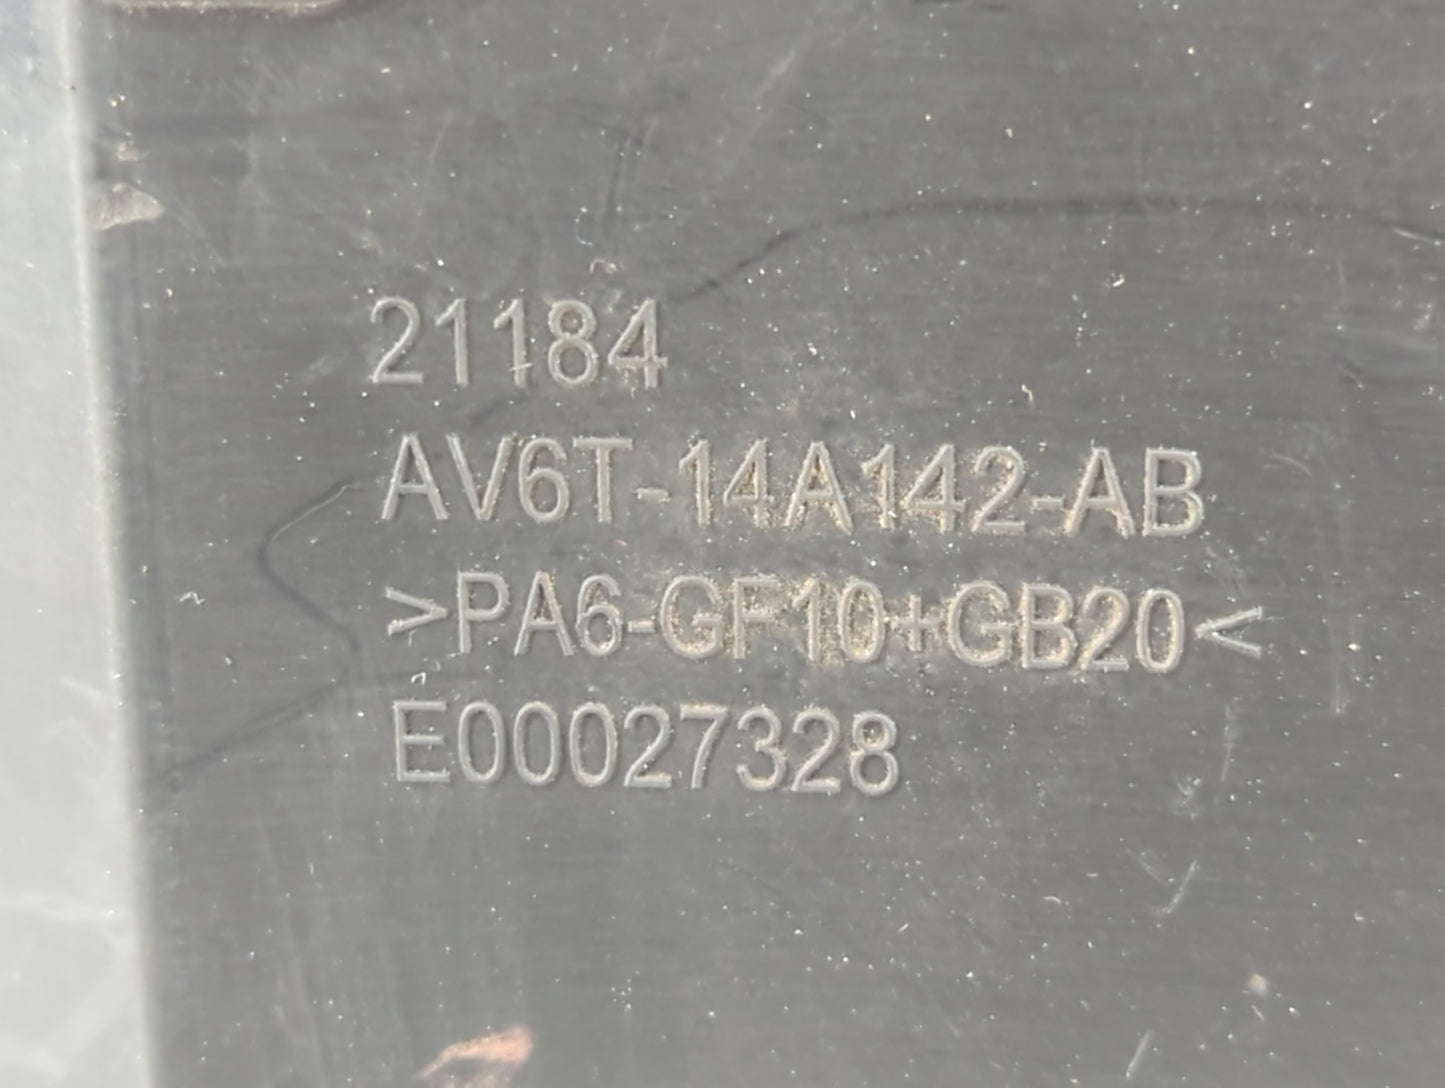 21184
AV6T-14A142-AB
>PA6-GF10+GB20<
E00027328